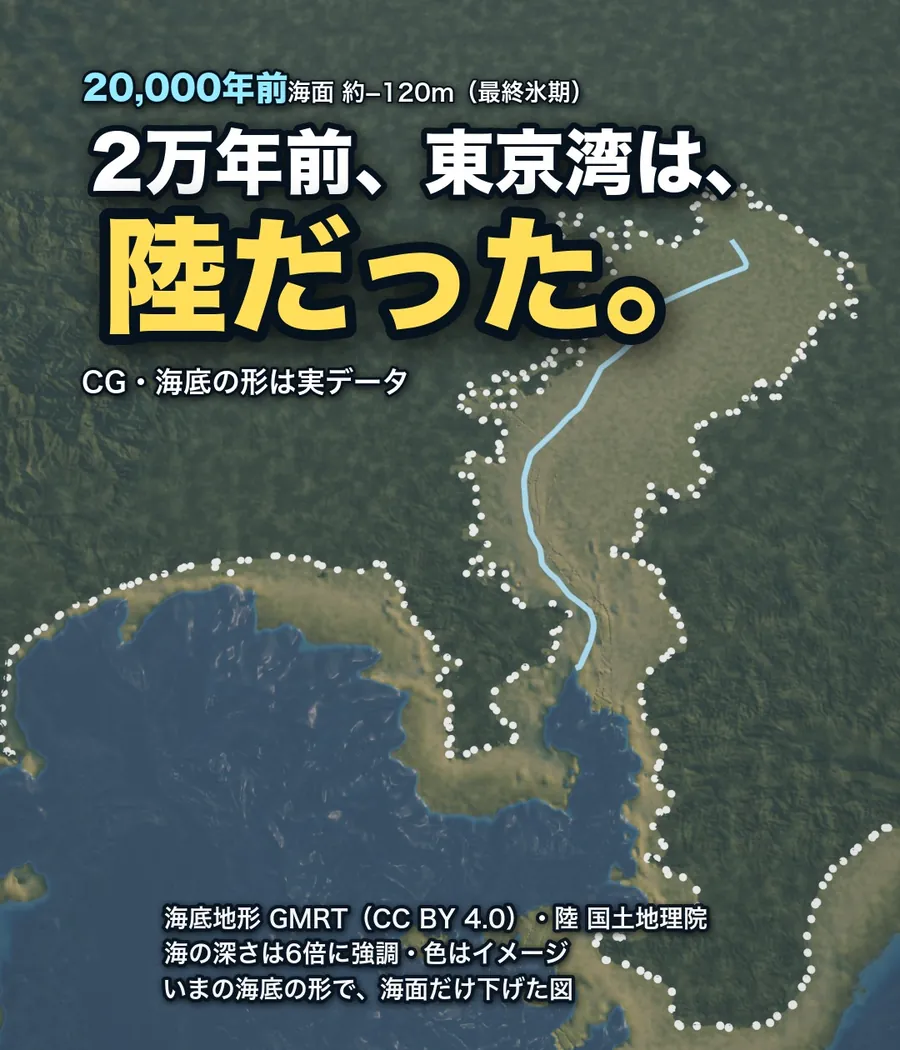 20,000年前海面 約−120m（最終氷期）
2万年前、東京湾は、
陸だった。
CG・海底の形は実データ
海底地形 GMRT（CC BY 4.0）・陸 国土地理院
海の深さは6倍に強調・色はイメージ
いまの海底の形で、海面だけ下げた図